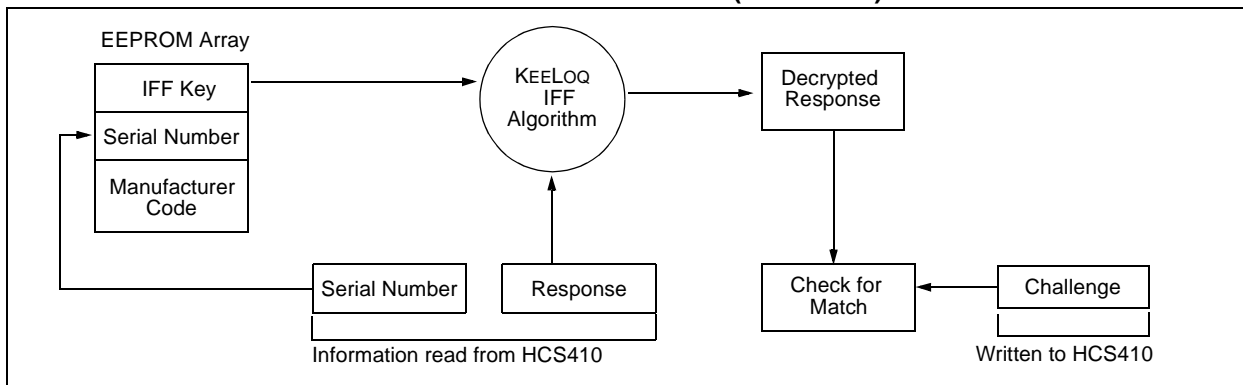 EEPROM Array
IFF Key
Serial Number
Manufacturer
Code
KEELOQ
IFF
Algorithm
Decrypted
Response
Serial Number
Response
Check for
Match
Challenge
Information read from HCS410
Written to HCS410